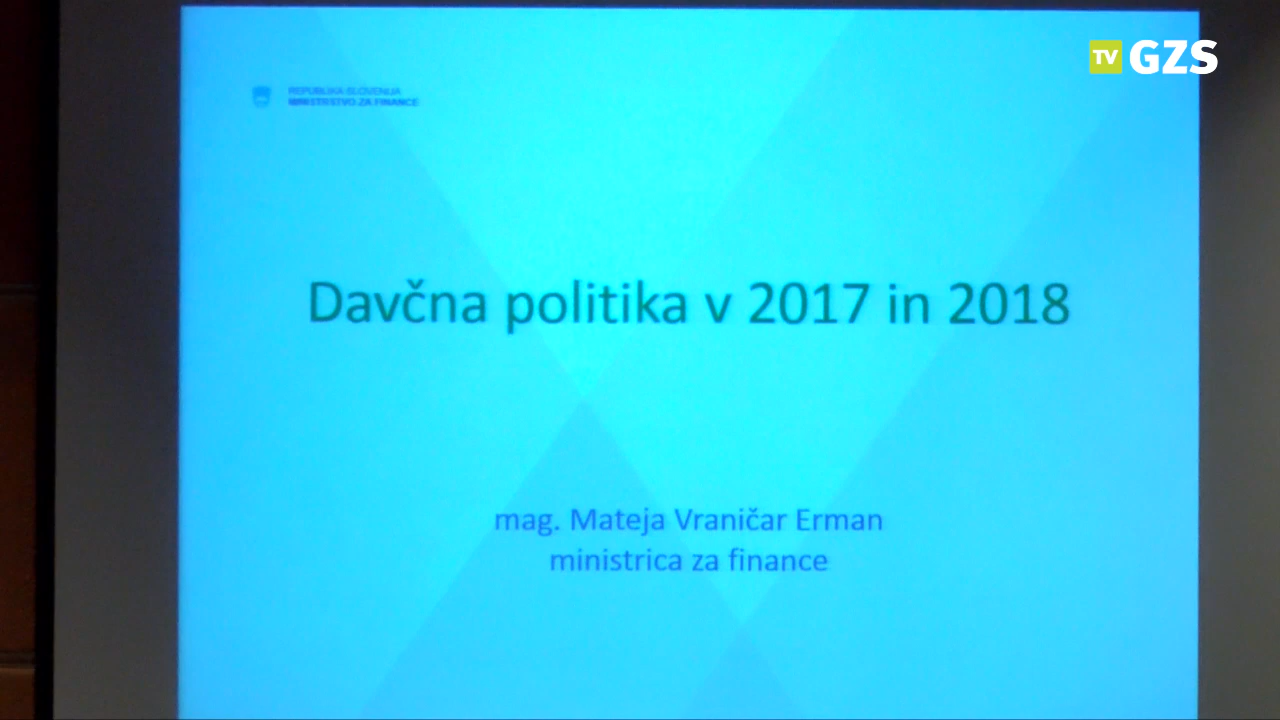 TV GZS
REPUBLIKA SLOVENIJA
MINISTRSTVO ZA FINANCE
Davčna politika v 2017 in 2018
mag. Mateja Vraničar Erman
ministrica za finance